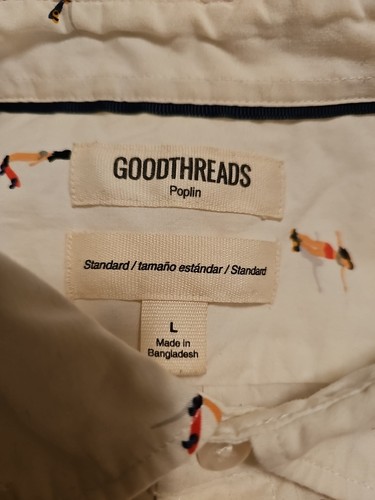 GOODTHREADS
Poplin
Standard / tamaño estándar / Standard
L
Made in
Bangladesh